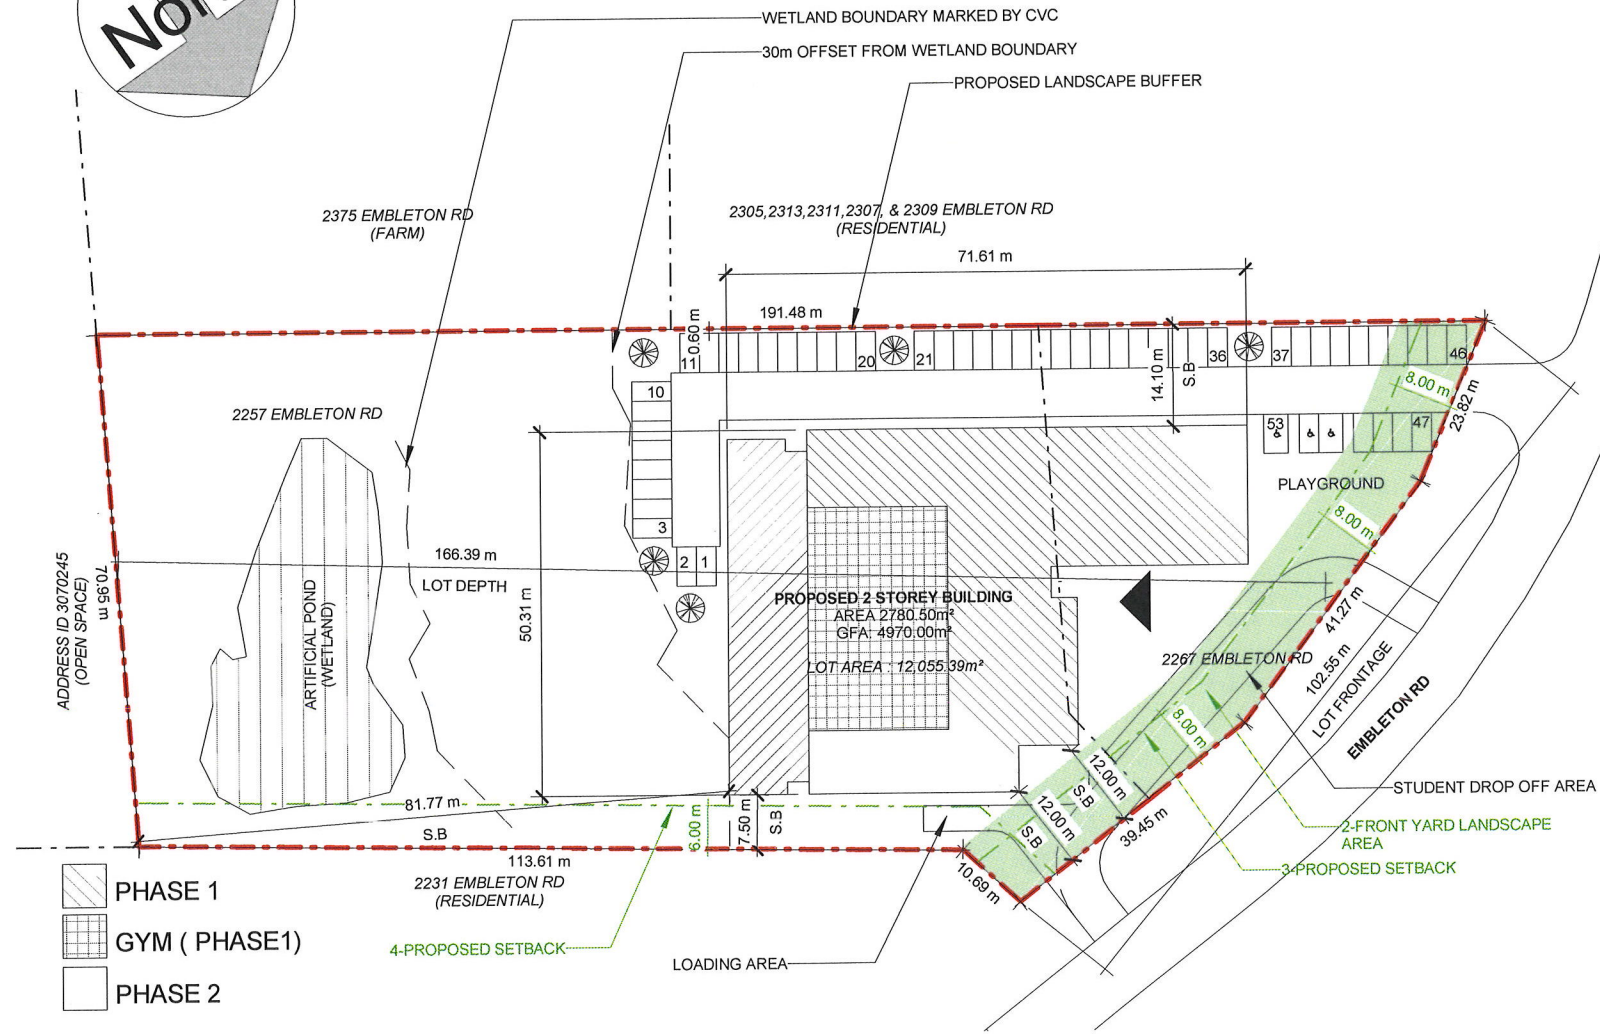 Nor
WETLAND BOUNDARY MARKED BY CVC
30m OFFSET FROM WETLAND BOUNDARY
PROPOSED LANDSCAPE BUFFER
2375 EMBLETON RD
(FARM)
2305,2313,2311,2307, & 2309 EMBLETON RD
(RESIDENTIAL)
71.61 m
191.48 m
0.60 m
11
20
21
36
37
46
14.10 m
S.B
8.00 m
23.82 m
10
2257 EMBLETON RD
53
47
PLAYGROUND
8.00 m
3
2 1
166.39 m
LOT DEPTH
50.31 m
ADDRESS ID 3070245
(OPEN SPACE)
70.95 m
ARTIFICIAL POND
(WETLAND)
PROPOSED 2 STOREY BUILDING
AREA 2780.50m²
GFA: 4970.00m²
LOT AREA : 12,055.39m²
41.27 m
2267 EMBLETON RD
102.55 m
LOT FRONTAGE
EMBLETON RD
8.00 m
12.00 m
S.B
12.00 m
S.B
STUDENT DROP OFF AREA
81.77 m
S.B
6.00 m
7.50 m
S.B
39.45 m
2-FRONT YARD LANDSCAPE
AREA
3-PROPOSED SETBACK
113.61 m
10.69 m
2231 EMBLETON RD
(RESIDENTIAL)
4-PROPOSED SETBACK
LOADING AREA
PHASE 1
GYM ( PHASE1)
PHASE 2